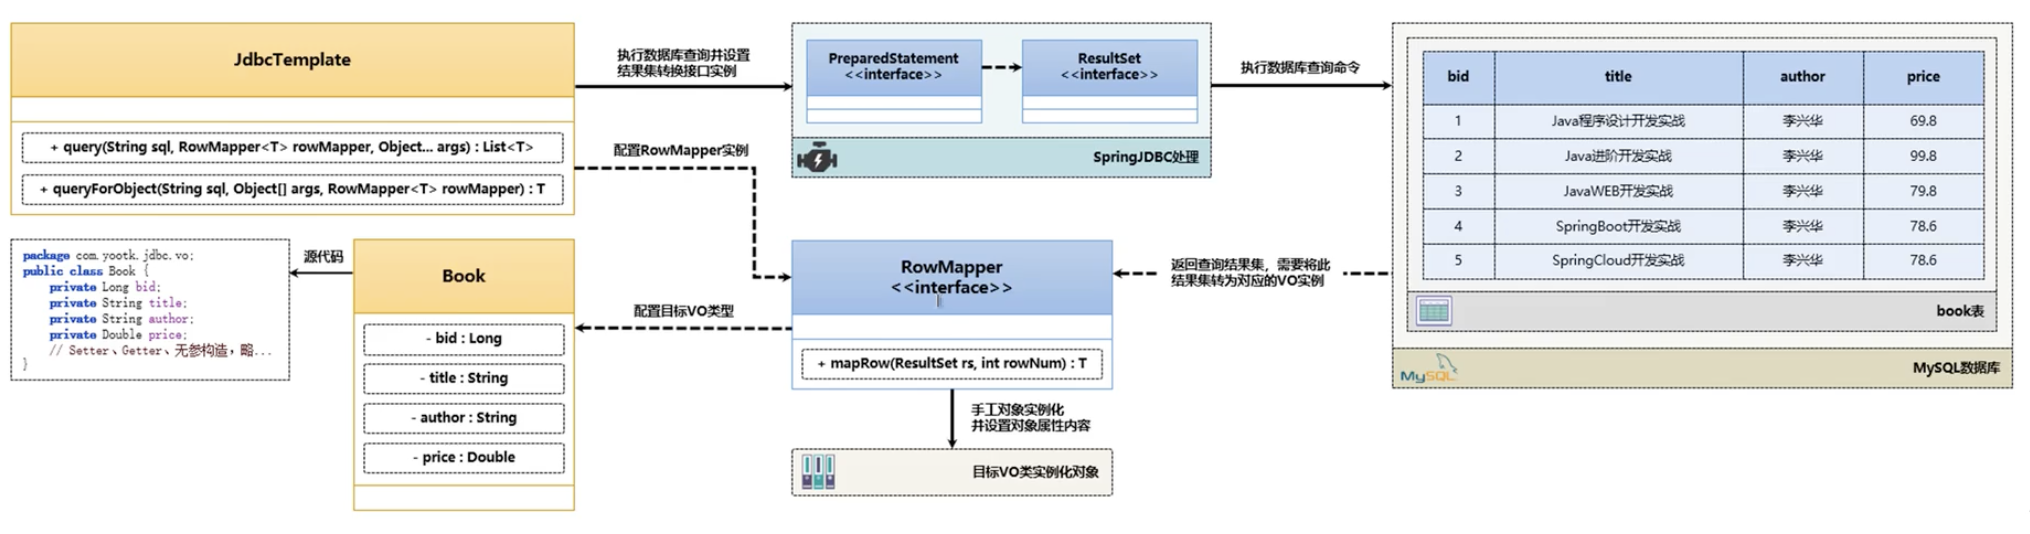 JdbcTemplate
+ query(String sql, RowMapper<T> rowMapper, Object... args) : List<T>
+ queryForObject(String sql, Object[] args, RowMapper<T> rowMapper) : T
执行数据库查询并设置
结果集转换接口实例
PreparedStatement
<<interface>>
ResultSet
<<interface>>
SpringJDBC处理
执行数据库查询命令
bid title author price
1 Java程序设计开发实战 李兴华 69.8
2 Java进阶开发实战 李兴华 99.8
3 JavaWEB开发实战 李兴华 79.8
4 SpringBoot开发实战 李兴华 78.6
5 SpringCloud开发实战 李兴华 78.6
book表
MySQL
MySQL数据库
配置RowMapper实例
返回查询结果集，需要将此
结果集转为对应的VO实例
RowMapper
<<interface>>
+ mapRow(ResultSet rs, int rowNum) : T
配置目标VO类型
Book
- bid : Long
- title : String
- author : String
- price : Double
源代码
package com.yootk.jdbc.vo;
public class Book {
private Long bid;
private String title;
private String author;
private Double price;
// Setter、Getter、无参构造，略...
}
手工对象实例化
并设置对象属性内容
目标VO类实例化对象